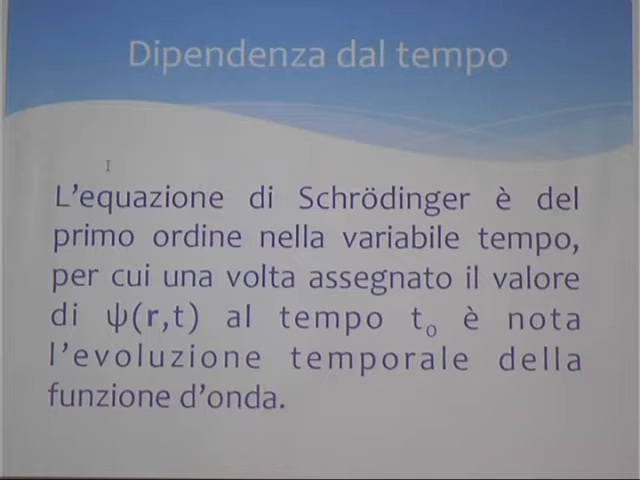 Dipendenza dal tempo
L’equazione di Schrödinger è del
primo ordine nella variabile tempo,
per cui una volta assegnato il valore
di ψ(r,t) al tempo t₀ è nota
l’evoluzione temporale della
funzione d’onda.